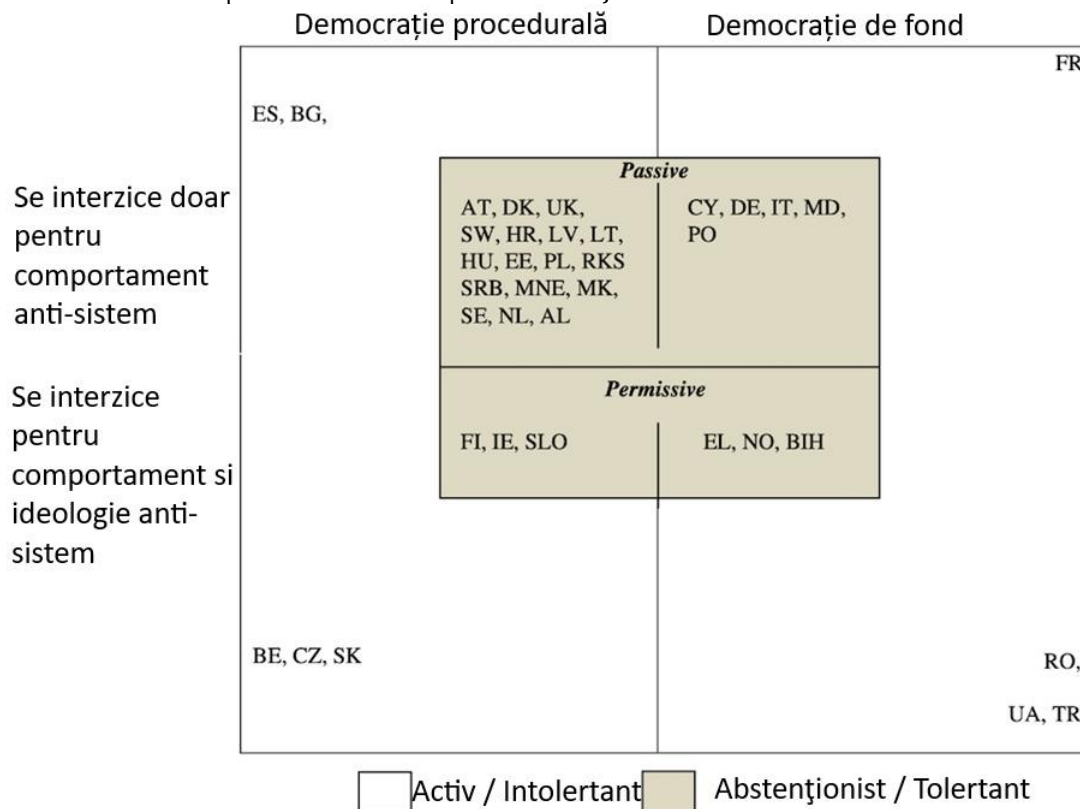 Democrație procedurală
Democrație de fond
FR
ES, BG,
Se interzice doar
pentru
comportament
anti-sistem
Passive
AT, DK, UK,
SW, HR, LV, LT,
HU, EE, PL, RKS
SRB, MNE, MK,
SE, NL, AL
CY, DE, IT, MD,
PO
Se interzice
pentru
comportament si
ideologie anti-
sistem
Permissive
FI, IE, SLO
EL, NO, BIH
BE, CZ, SK
RO,
UA, TR
Activ / Intolertant
Abstenţionist / Tolertant